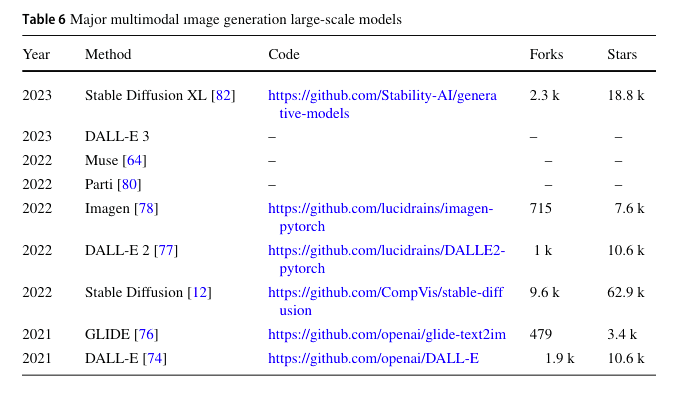 Table 6 Major multimodal image generation large-scale models
Year Method Code Forks Stars
2023 Stable Diffusion XL [82] https://github.com/Stability-AI/genera 2.3 k 18.8 k
tive-models
2023 DALL-E 3 – – –
2022 Muse [64] – – –
2022 Parti [80] – – –
2022 Imagen [78] https://github.com/lucidrains/imagen- 715 7.6 k
pytorch
2022 DALL-E 2 [77] https://github.com/lucidrains/DALLE2- 1 k 10.6 k
pytorch
2022 Stable Diffusion [12] https://github.com/CompVis/stable-diff 9.6 k 62.9 k
usion
2021 GLIDE [76] https://github.com/openai/glide-text2im 479 3.4 k
2021 DALL-E [74] https://github.com/openai/DALL-E 1.9 k 10.6 k